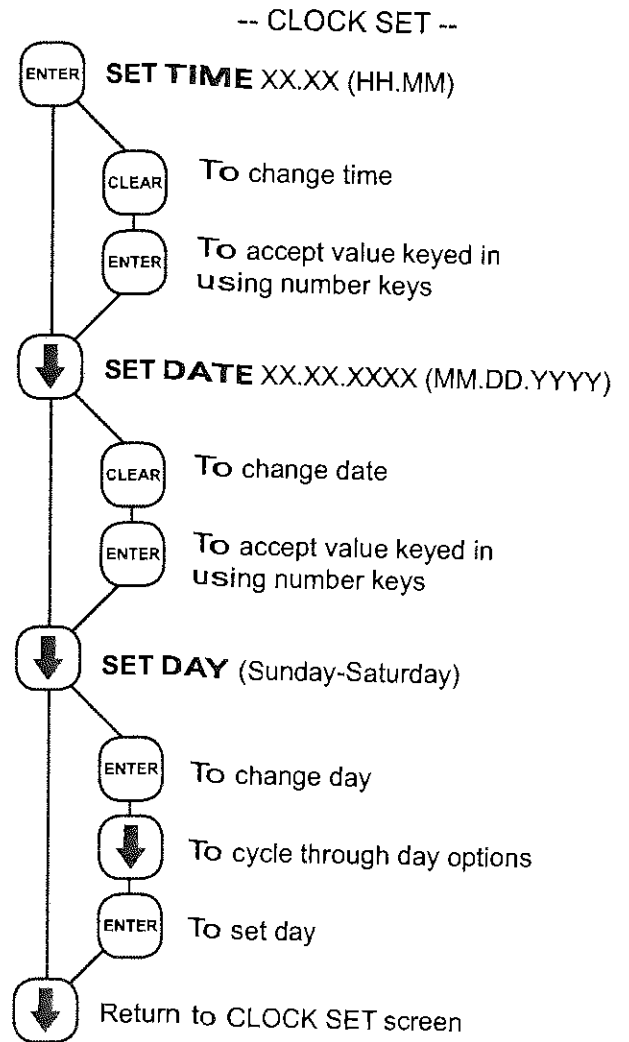 -- CLOCK SET --
ENTER SET TIME XX.XX (HH.MM)
CLEAR To change time
ENTER To accept value keyed in
using number keys
SET DATE XX.XX.XXXX (MM.DD.YYYY)
CLEAR To change date
ENTER To accept value keyed in
using number keys
SET DAY (Sunday-Saturday)
ENTER To change day
To cycle through day options
ENTER To set day
Return to CLOCK SET screen